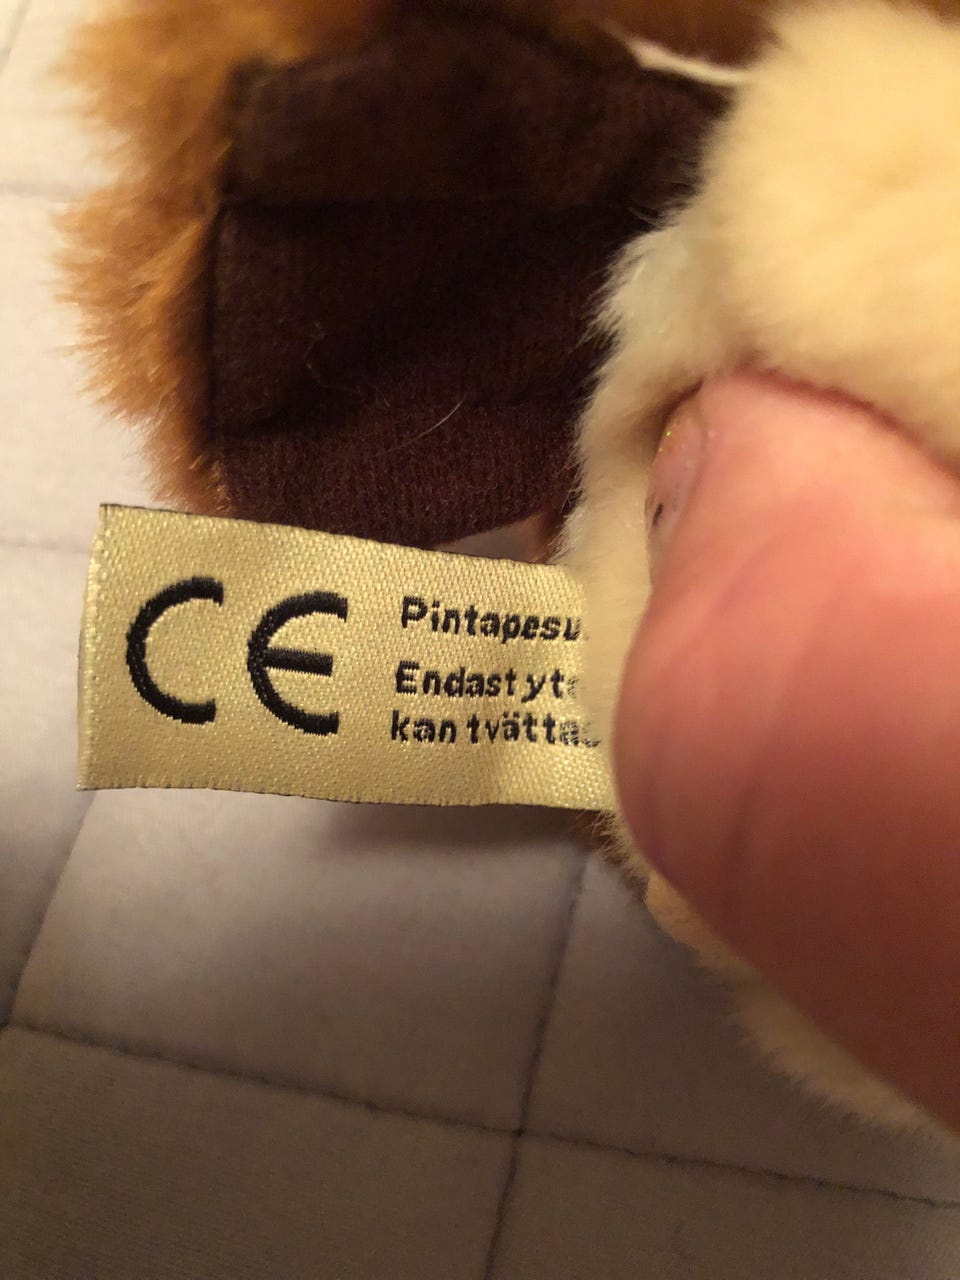 CE
Pintapesu
Endast
kan